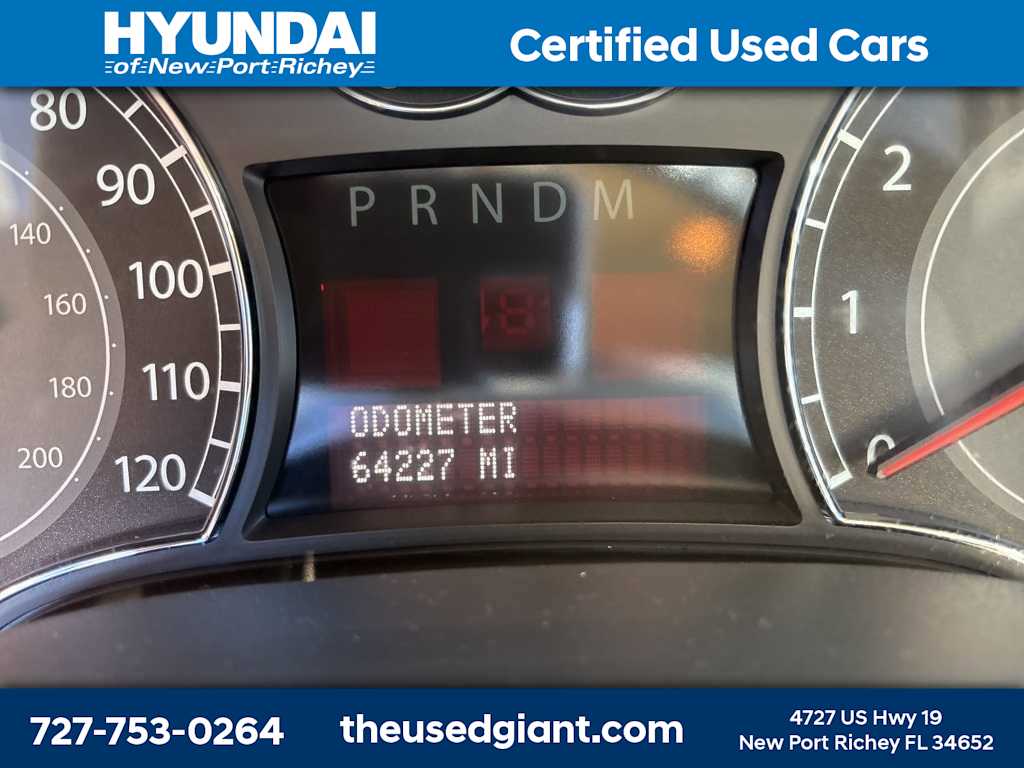 HYUNDAI
of New Port Richey
Certified Used Cars
80
90
100
110
120
140
160
180
200
P R N D M
ODOMETER
64227 MI
2
1
0
727-753-0264
theusedgiant.com
4727 US Hwy 19
New Port Richey FL 34652